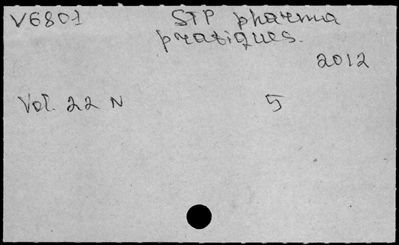 V6801 STP pharma
pratiques.
2012
Vol. 22 N 5